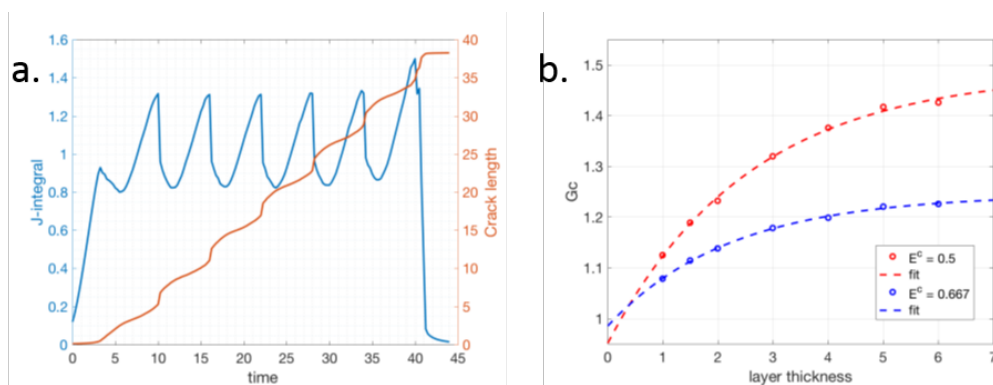 a.
J-integral
1.6
1.4
1.2
1
0.8
0.6
0.4
0.2
0
Crack length
40
35
30
25
20
15
10
5
0
0 5 10 15 20 25 30 35 40 45
time
b.
Gc
1.5
1.4
1.3
1.2
1.1
1
0 1 2 3 4 5 6 7
layer thickness
E^c = 0.5
fit
E^c = 0.667
fit